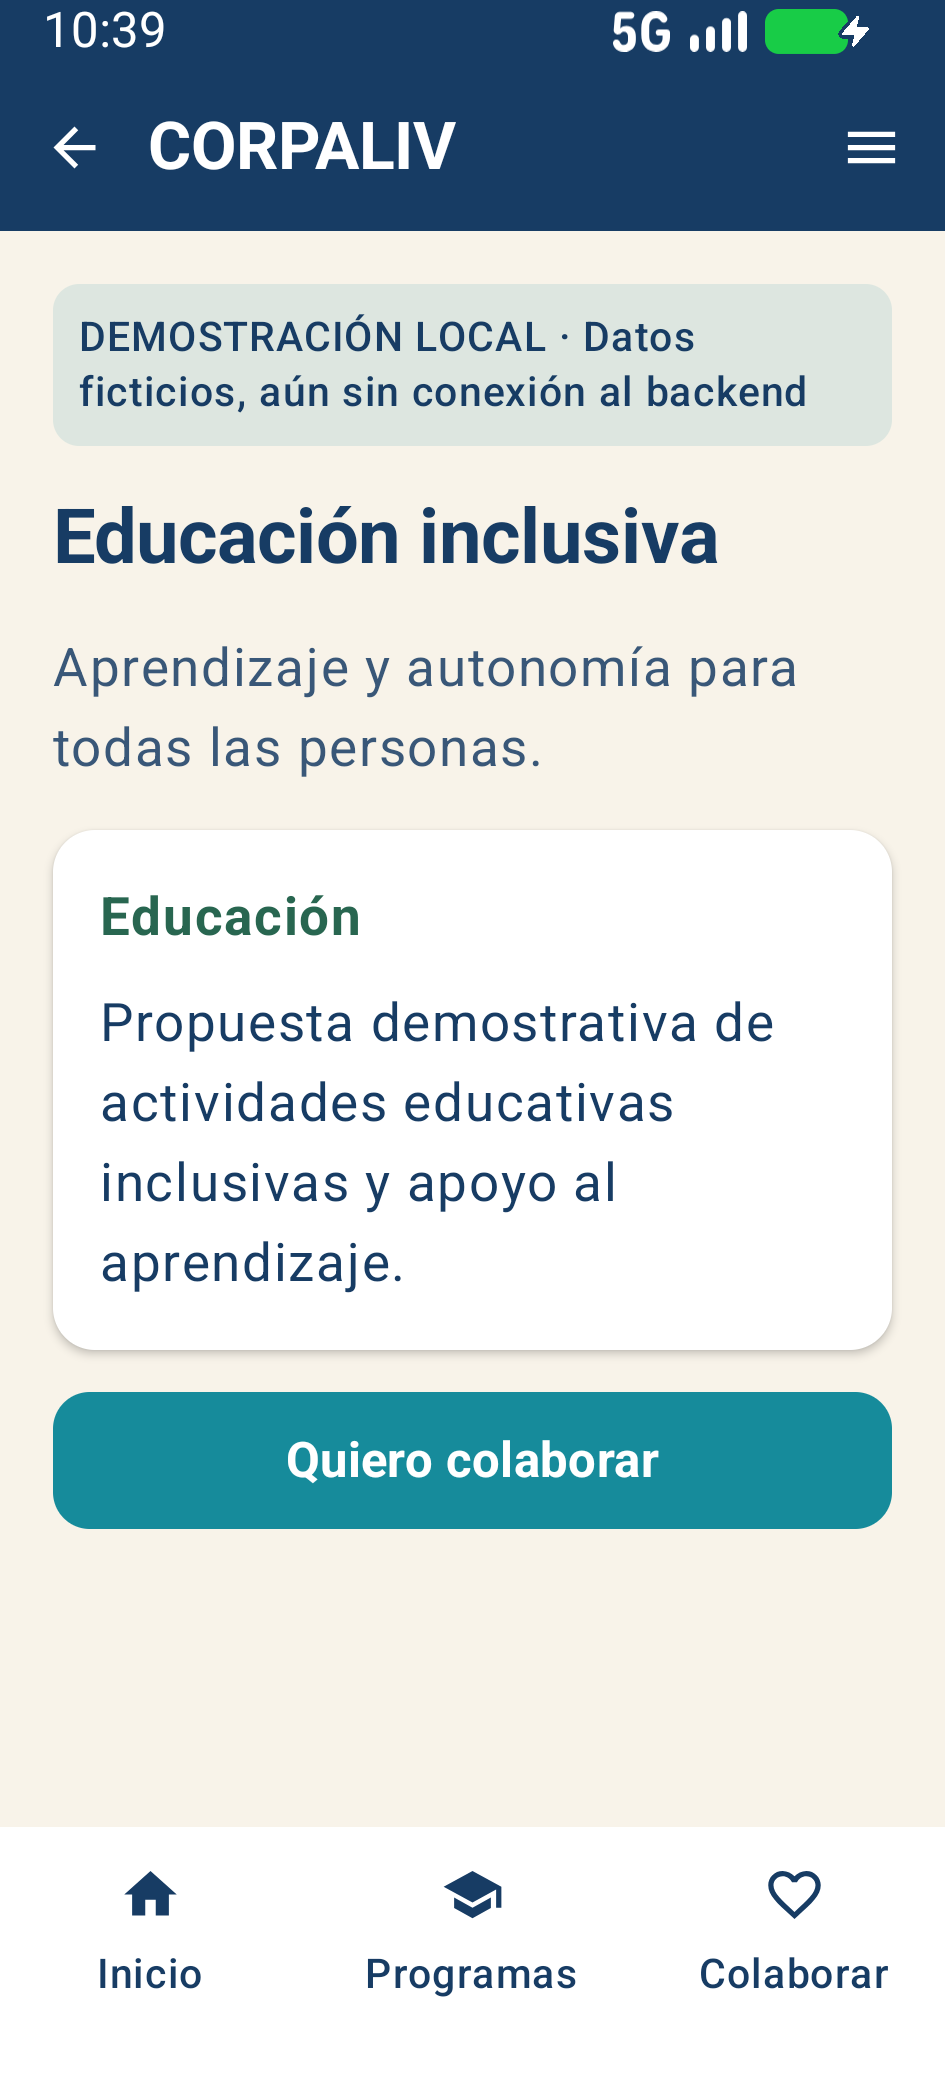 10:39
5G
CORPALIV
DEMOSTRACIÓN LOCAL · Datos
ficticios, aún sin conexión al backend
Educación inclusiva
Aprendizaje y autonomía para
todas las personas.
Educación
Propuesta demostrativa de
actividades educativas
inclusivas y apoyo al
aprendizaje.
Quiero colaborar
Inicio
Programas
Colaborar